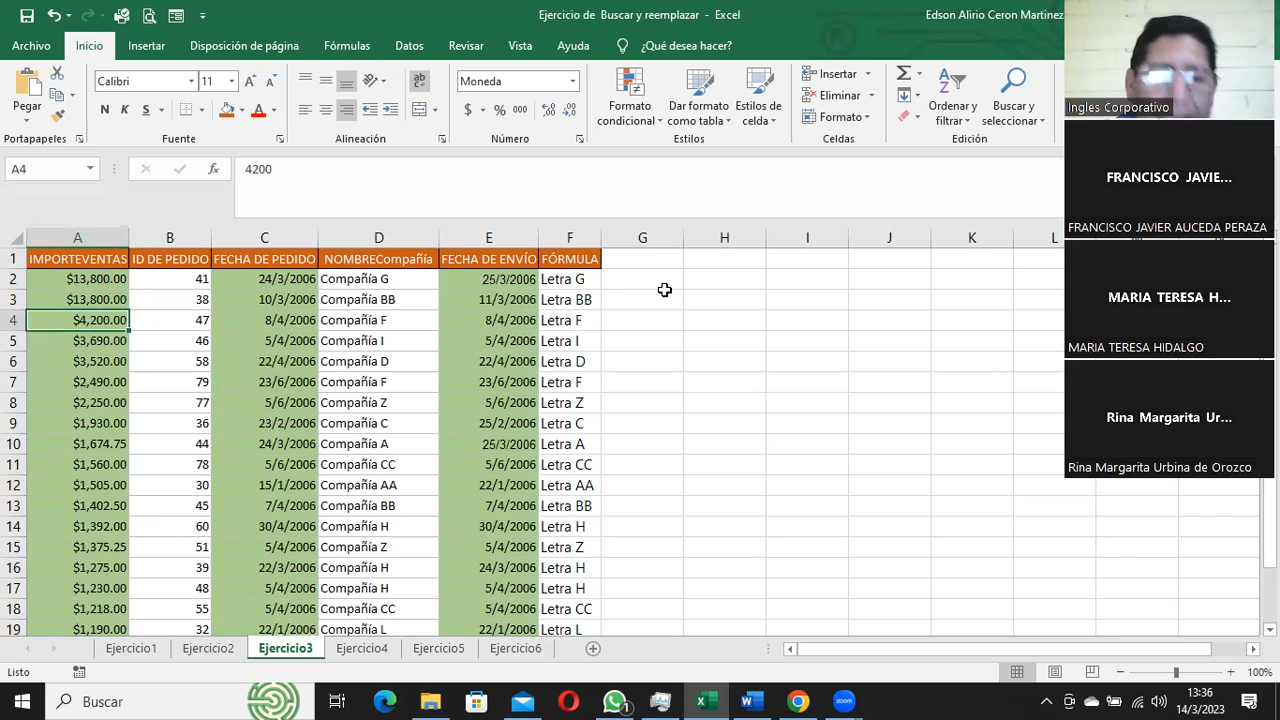 Ejercicio de Buscar y reemplazar - Excel
Edson Alirio Ceron Martinez
Archivo Inicio Insertar Disposición de página Fórmulas Datos Revisar Vista Ayuda ¿Qué desea hacer?
Pegar
Calibri 11
N K S
Moneda
$ % 000
Formato condicional
Dar formato como tabla
Estilos de celda
Insertar
Eliminar
Formato
Ordenar y filtrar
Buscar y seleccionar
Portapapeles Fuente Alineación Número Estilos Celdas Edición
A4 fx 4200
A B C D E F G H I J K L
1 IMPORTEVENTAS ID DE PEDIDO FECHA DE PEDIDO NOMBRECompañía FECHA DE ENVÍO FÓRMULA
2 $13,800.00 41 24/3/2006 Compañía G 25/3/2006 Letra G
3 $13,800.00 38 10/3/2006 Compañía BB 11/3/2006 Letra BB
4 $4,200.00 47 8/4/2006 Compañía F 8/4/2006 Letra F
5 $3,690.00 46 5/4/2006 Compañía I 5/4/2006 Letra I
6 $3,520.00 58 22/4/2006 Compañía D 22/4/2006 Letra D
7 $2,490.00 79 23/6/2006 Compañía F 23/6/2006 Letra F
8 $2,250.00 77 5/6/2006 Compañía Z 5/6/2006 Letra Z
9 $1,930.00 36 23/2/2006 Compañía C 25/2/2006 Letra C
10 $1,674.75 44 24/3/2006 Compañía A 25/3/2006 Letra A
11 $1,560.00 78 5/6/2006 Compañía CC 5/6/2006 Letra CC
12 $1,505.00 30 15/1/2006 Compañía AA 22/1/2006 Letra AA
13 $1,402.50 45 7/4/2006 Compañía BB 7/4/2006 Letra BB
14 $1,392.00 60 30/4/2006 Compañía H 30/4/2006 Letra H
15 $1,375.25 51 5/4/2006 Compañía Z 5/4/2006 Letra Z
16 $1,275.00 39 22/3/2006 Compañía H 24/3/2006 Letra H
17 $1,230.00 48 5/4/2006 Compañía H 5/4/2006 Letra H
18 $1,218.00 55 5/4/2006 Compañía CC 5/4/2006 Letra CC
19 $1,190.00 32 22/1/2006 Compañía L 22/1/2006 Letra L
Ejercicio1 Ejercicio2 Ejercicio3 Ejercicio4 Ejercicio5 Ejercicio6
Listo
100%
Buscar
13:36
14/3/2023
Ingles Corporativo
FRANCISCO JAVIE...
FRANCISCO JAVIER AUCEDA PERAZA
MARIA TERESA H...
MARIA TERESA HIDALGO
Rina Margarita Ur...
Rina Margarita Urbina de Orozco